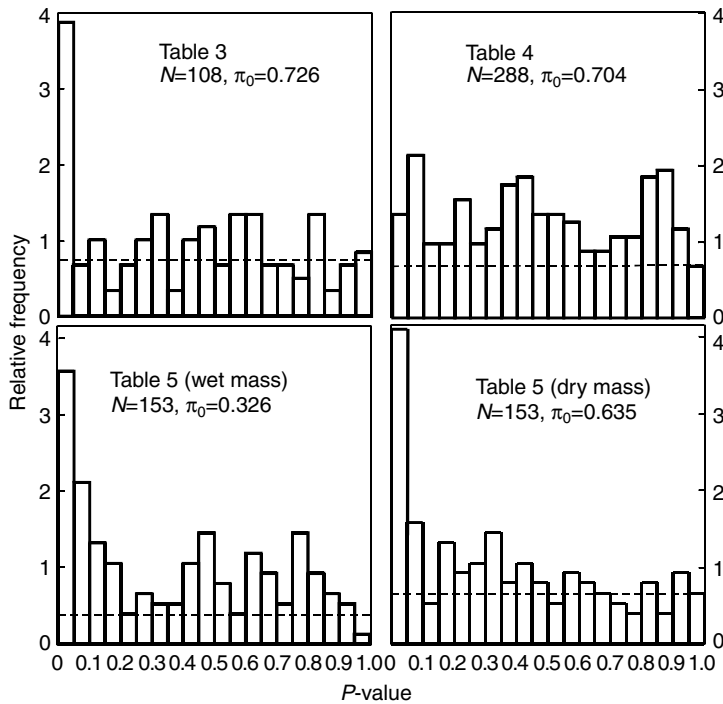 4
3
2
1
0
Table 3
N=108, π0=0.726
Table 4
N=288, π0=0.704
4
3
2
1
0
Relative frequency
4
3
2
1
0
Table 5 (wet mass)
N=153, π0=0.326
Table 5 (dry mass)
N=153, π0=0.635
4
3
2
1
0
0 0.1 0.2 0.3 0.4 0.5 0.6 0.7 0.8 0.9 1.0
0.1 0.2 0.3 0.4 0.5 0.6 0.7 0.8 0.9 1.0
P-value